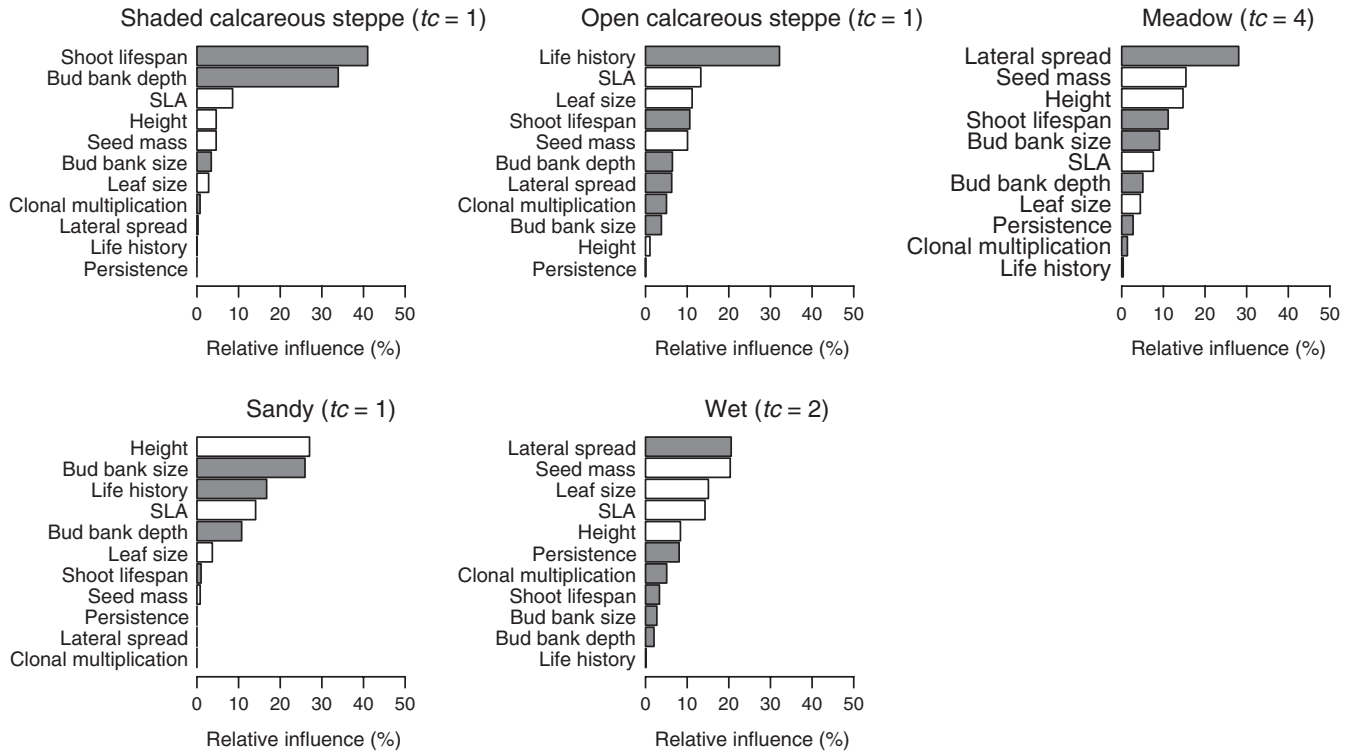 Shaded calcareous steppe (tc = 1)
Shoot lifespan
Bud bank depth
SLA
Height
Seed mass
Bud bank size
Leaf size
Clonal multiplication
Lateral spread
Life history
Persistence
0 10 20 30 40 50
Relative influence (%)
Open calcareous steppe (tc = 1)
Life history
SLA
Leaf size
Shoot lifespan
Seed mass
Bud bank depth
Lateral spread
Clonal multiplication
Bud bank size
Height
Persistence
0 10 20 30 40 50
Relative influence (%)
Meadow (tc = 4)
Lateral spread
Seed mass
Height
Shoot lifespan
Bud bank size
SLA
Bud bank depth
Leaf size
Persistence
Clonal multiplication
Life history
0 10 20 30 40 50
Relative influence (%)
Sandy (tc = 1)
Height
Bud bank size
Life history
SLA
Bud bank depth
Leaf size
Shoot lifespan
Seed mass
Persistence
Lateral spread
Clonal multiplication
0 10 20 30 40 50
Relative influence (%)
Wet (tc = 2)
Lateral spread
Seed mass
Leaf size
SLA
Height
Persistence
Clonal multiplication
Shoot lifespan
Bud bank size
Bud bank depth
Life history
0 10 20 30 40 50
Relative influence (%)